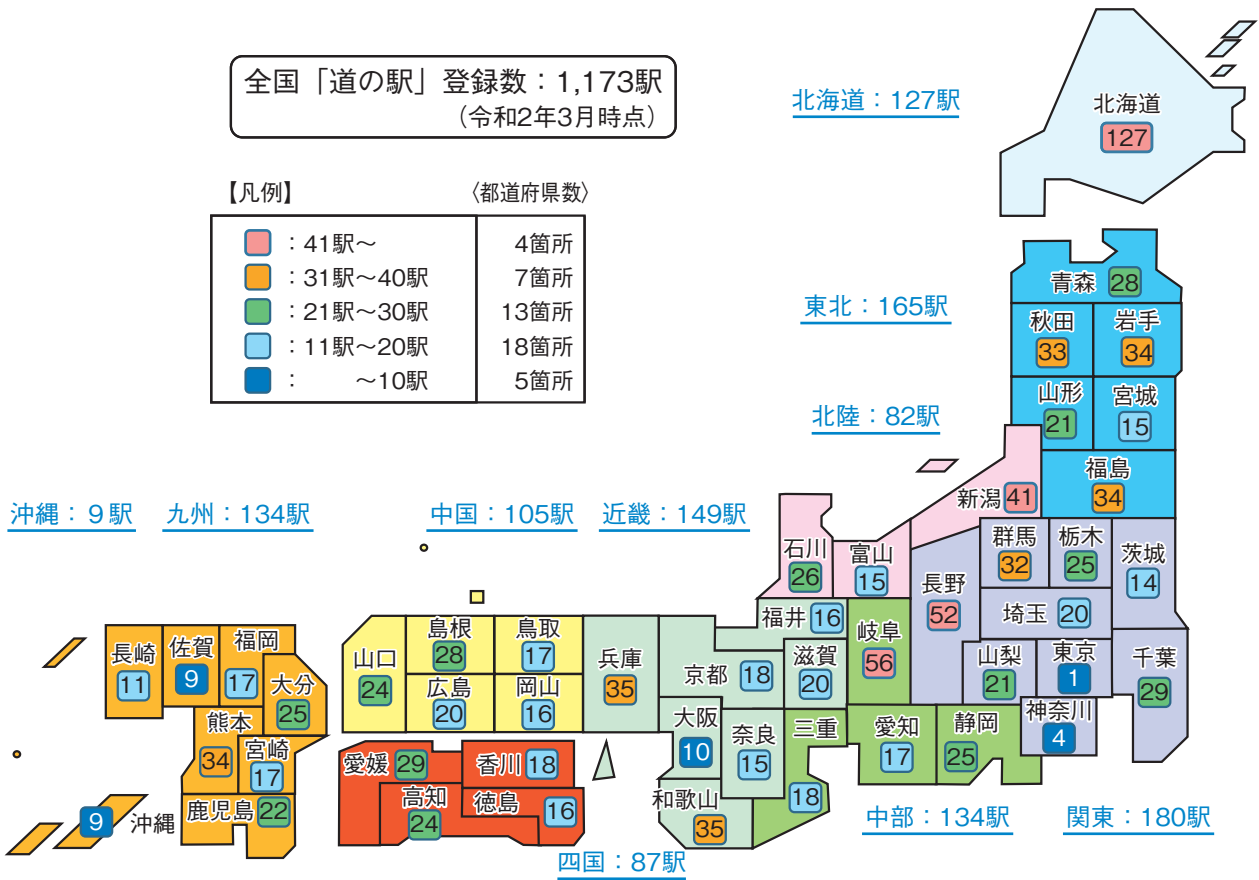 全国「道の駅」登録数：1,173駅
（令和2年3月時点）
【凡例】 〈都道府県数〉
：41駅～ 4箇所
：31駅～40駅 7箇所
：21駅～30駅 13箇所
：11駅～20駅 18箇所
： ～10駅 5箇所
北海道：127駅
北海道
127
東北：165駅
青森 28
秋田
33
岩手
34
山形
21
宮城
15
福島
34
北陸：82駅
新潟 41
石川
26
富山
15
長野
52
群馬
32
栃木
25
茨城
14
埼玉 20
山梨
21
東京
1
千葉
29
神奈川
4
関東：180駅
岐阜
56
愛知
17
静岡
25
三重
18
中部：134駅
近畿：149駅
福井 16
京都 18
滋賀
20
兵庫
35
大阪
10
奈良
15
和歌山
35
中国：105駅
山口
24
島根
28
鳥取
17
広島
20
岡山
16
愛媛 29
香川 18
高知
24
徳島 16
四国：87駅
沖縄：9駅 九州：134駅
長崎
11
佐賀
9
福岡
17
大分
25
熊本
34
宮崎
17
鹿児島 22
9 沖縄